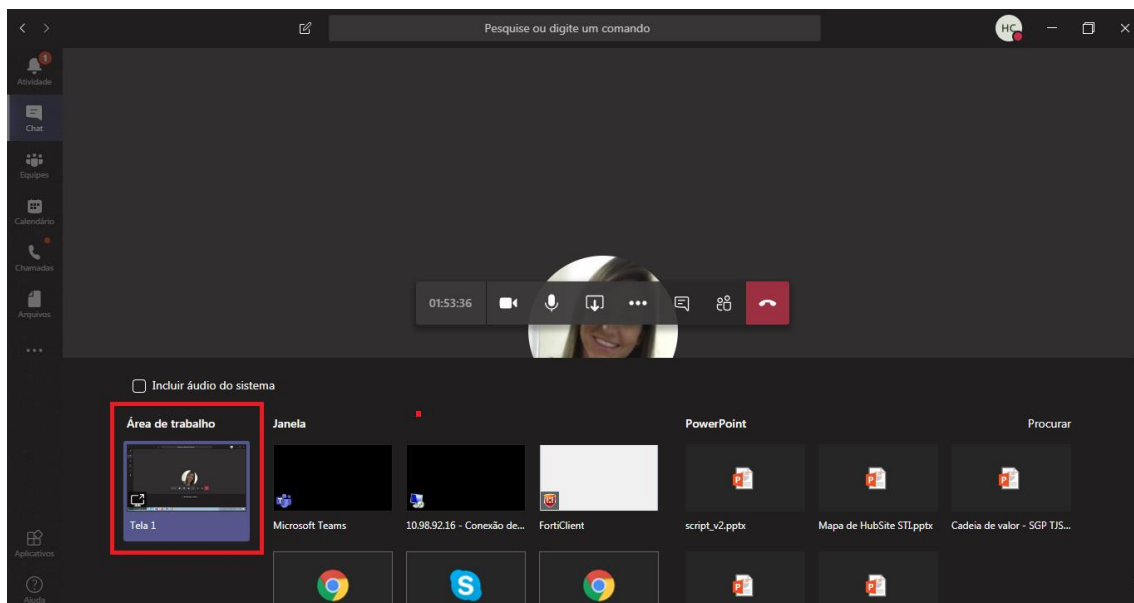 Pesquise ou digite um comando
HC
1
Atividade
Chat
Equipes
Calendário
Chamadas
Arquivos
01:53:36
Incluir áudio do sistema
Área de trabalho
Janela
PowerPoint
Procurar
Tela 1
Microsoft Teams
10.98.92.16 - Conexão de...
FortiClient
script_v2.pptx
Mapa de HubSite STI.pptx
Cadeia de valor - SGP TJS...
Aplicativos
Ajuda